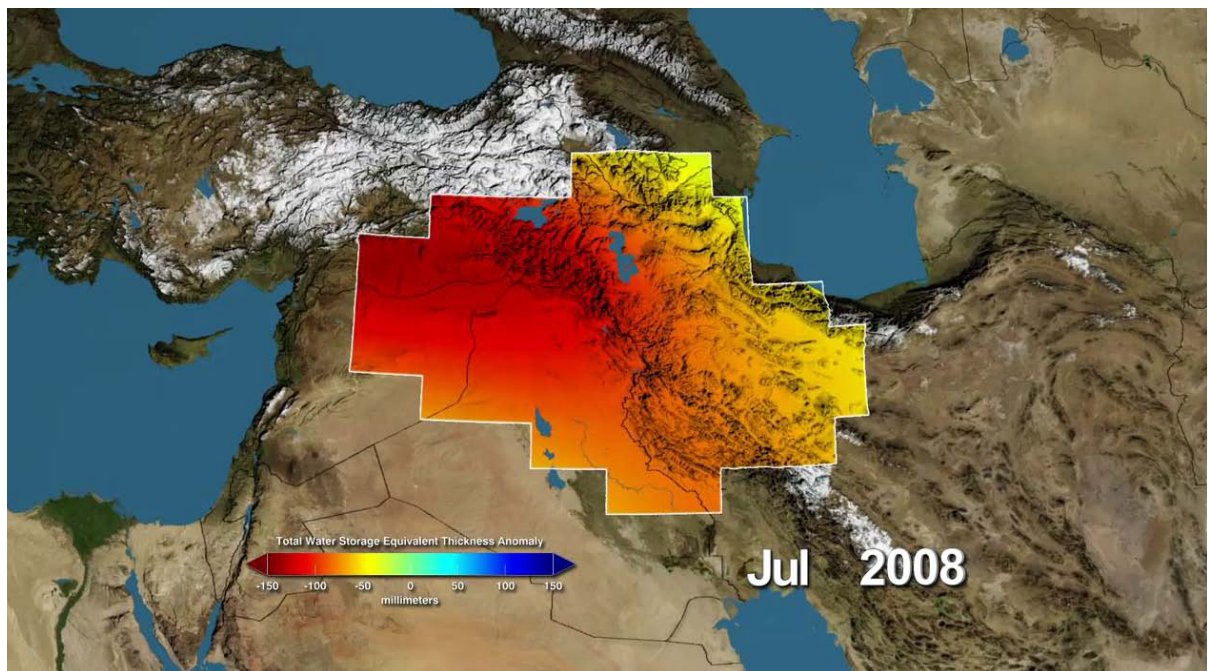 Total Water Storage Equivalent Thickness Anomaly
-150 -100 -50 0 50 100 150
millimeters
Jul 2008